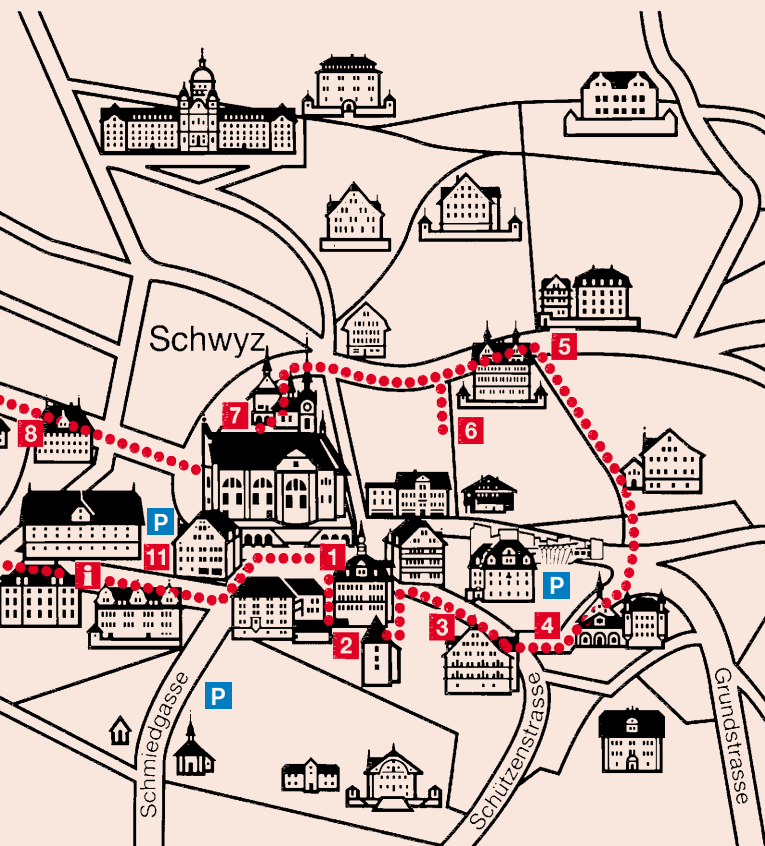 Schwyz
5
7
6
8
P
11
1
i
P
2
3
4
P
Schmiedgasse
Schützenstrasse
Grundstrasse